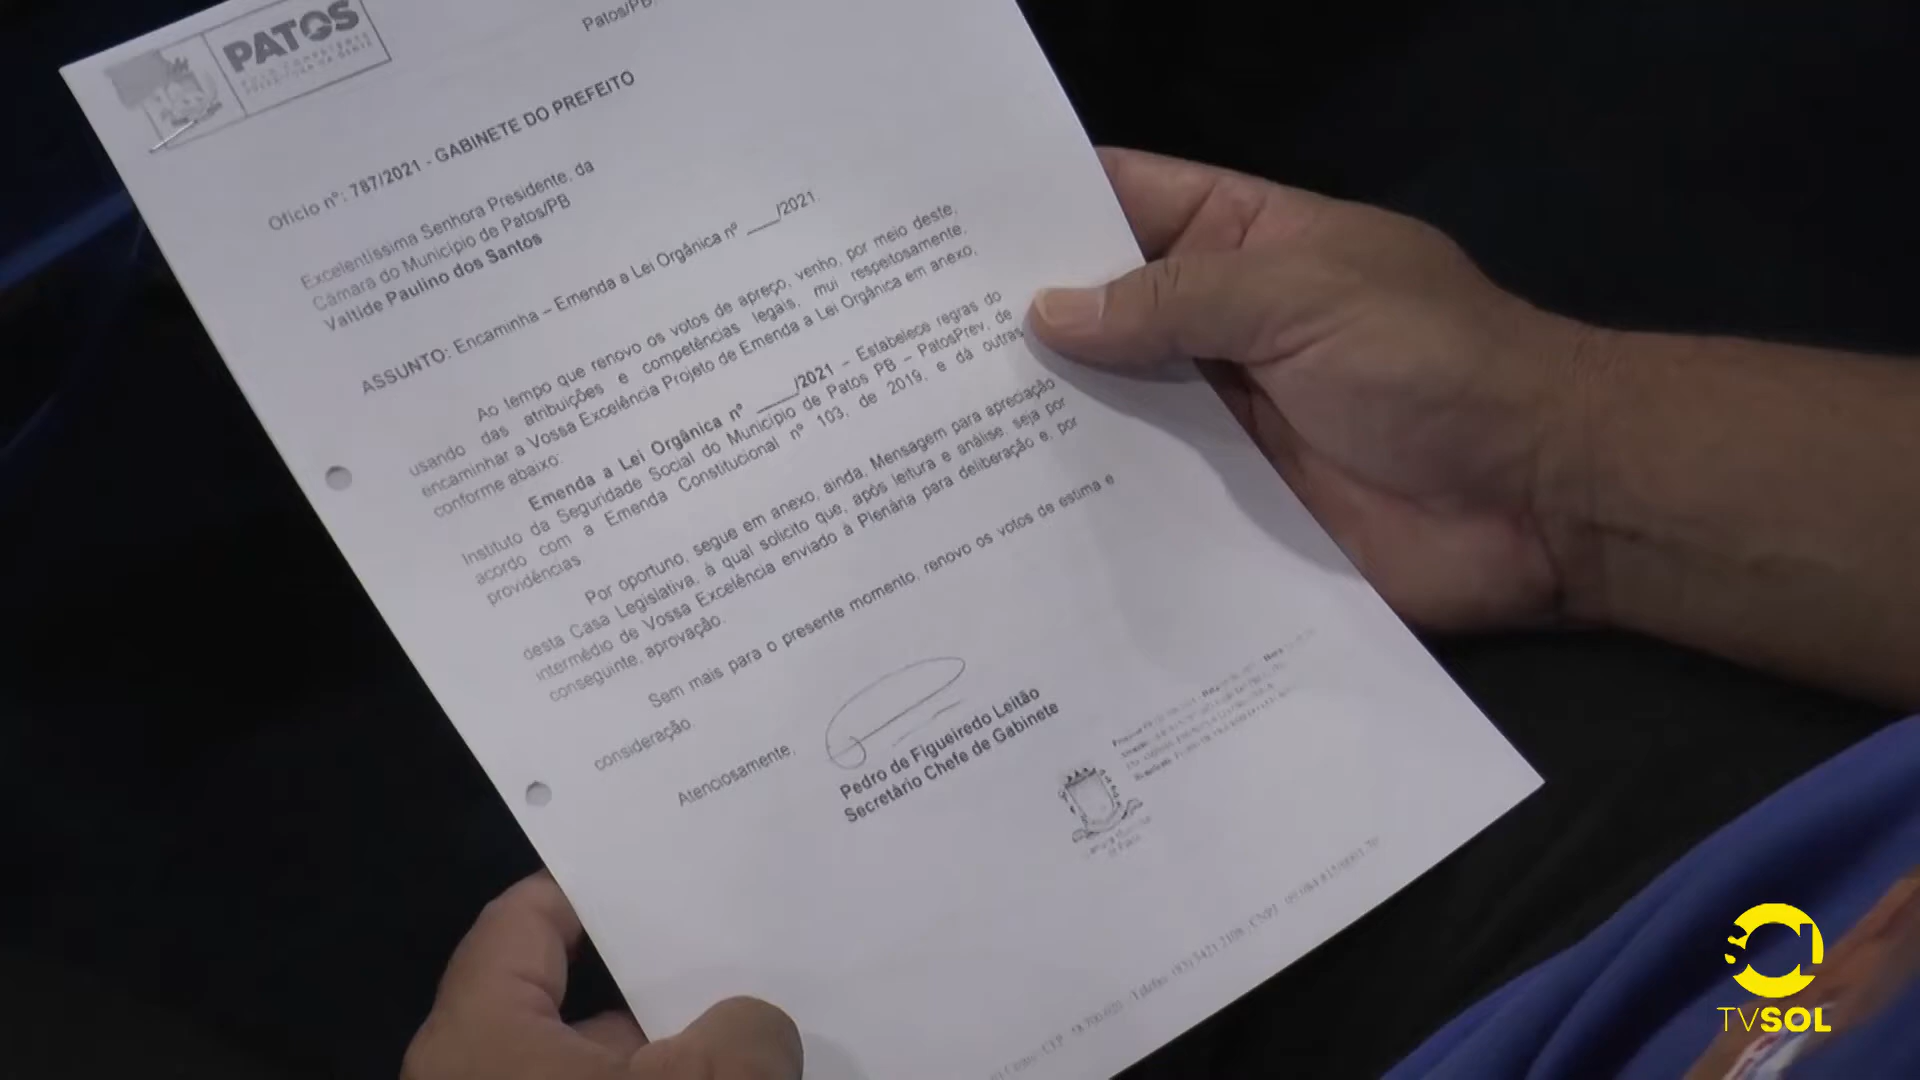 PATOS
Patos/PB,
Ofício nº: 787/2021 - GABINETE DO PREFEITO
Excelentíssima Senhora Presidente, da
Câmara do Município de Patos/PB
Valtide Paulino dos Santos
ASSUNTO: Encaminha – Emenda a Lei Orgânica nº ____/2021.
Ao tempo que renovo os votos de apreço, venho, por meio deste,
usando das atribuições e competências legais, mui respeitosamente,
encaminhar a Vossa Excelência Projeto de Emenda a Lei Orgânica em anexo,
conforme abaixo:
Emenda a Lei Orgânica nº _____/2021 – Estabelece regras do
Instituto da Seguridade Social do Município de Patos PB – PatosPrev, de
acordo com a Emenda Constitucional nº 103, de 2019, e dá outras
providências.
Por oportuno, segue em anexo, ainda, Mensagem para apreciação
desta Casa Legislativa, à qual solicito que, após leitura e análise, seja por
intermédio de Vossa Excelência enviado à Plenária para deliberação e, por
conseguinte, aprovação.
Sem mais para o presente momento, renovo os votos de estima e
consideração.
Atenciosamente,
Pedro de Figueiredo Leitão
Secretário Chefe de Gabinete
TVSOL